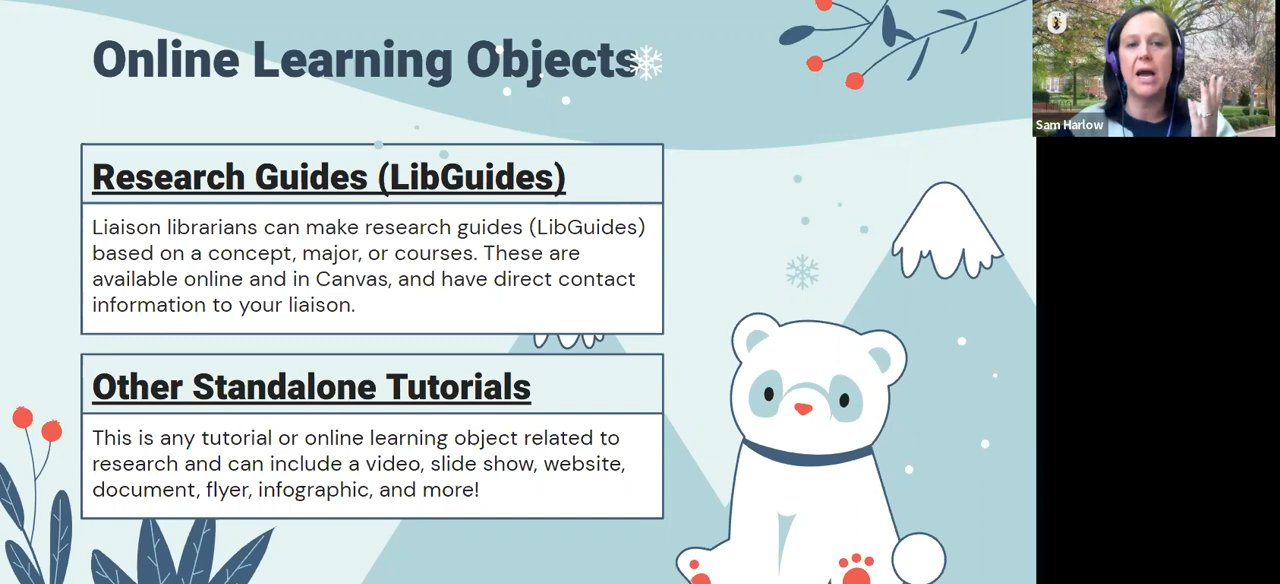 Online Learning Objects
Sam Harlow
Research Guides (LibGuides)
Liaison librarians can make research guides (LibGuides)
based on a concept, major, or courses. These are
available online and in Canvas, and have direct contact
information to your liaison.
Other Standalone Tutorials
This is any tutorial or online learning object related to
research and can include a video, slide show, website,
document, flyer, infographic, and more!